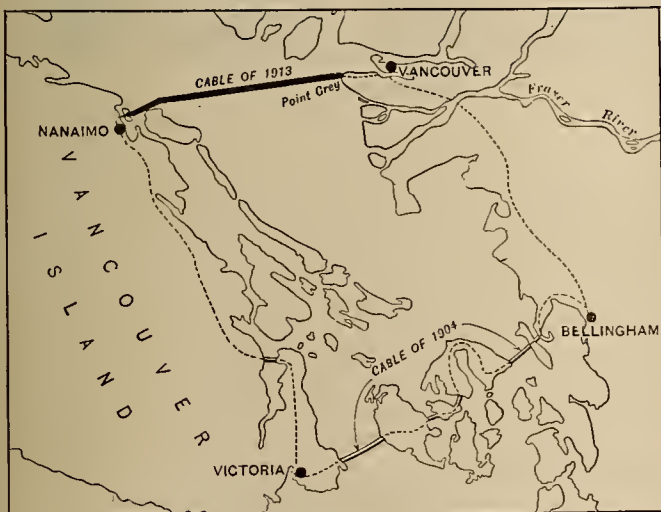 CABLE OF 1913
VANCOUVER
Point Grey
Fraser River
NANAIMO
VANCOUVER
ISLAND
BELLINGHAM
CABLE OF 1904
VICTORIA